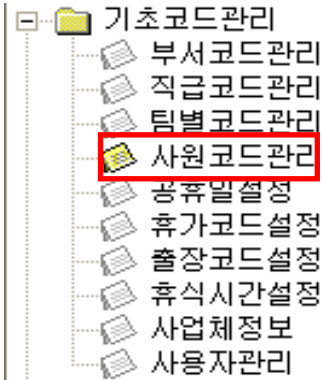 기초코드관리
부서코드관리
직급코드관리
팀별코드관리
사원코드관리
공휴일설정
휴가코드설정
출장코드설정
휴식시간설정
사업체정보
사용자관리